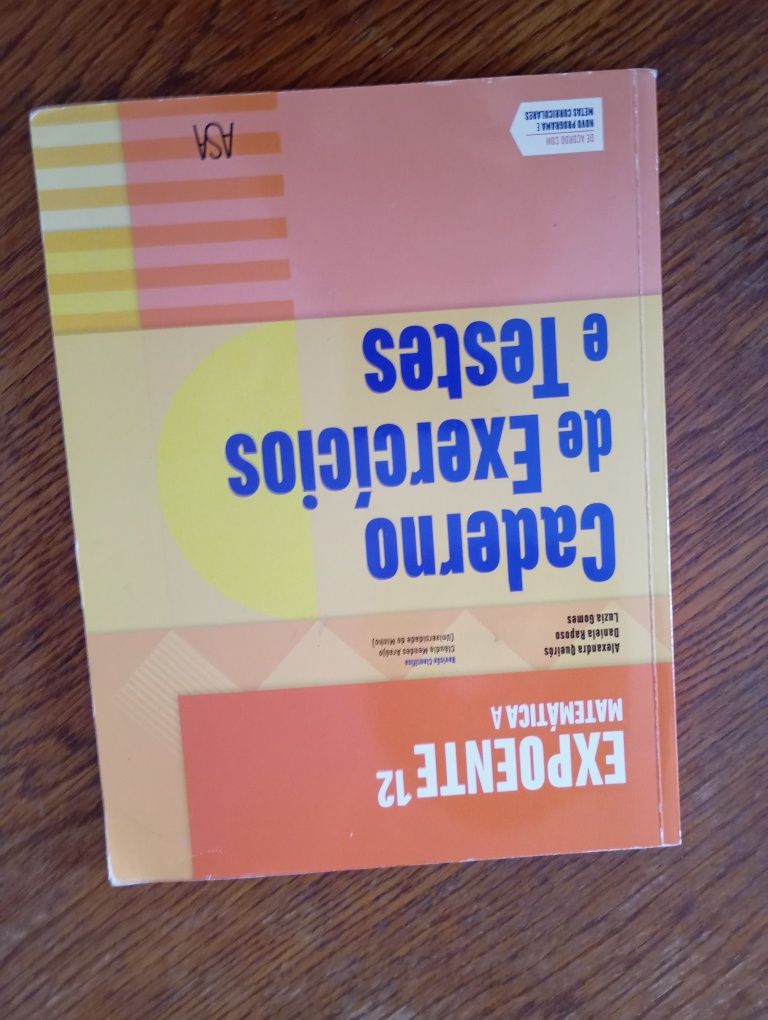 EXPOENTE 12
MATEMÁTICA A
Alexandra Queirós
Daniela Raposo
Luzia Gomes
Revisão Científica
Cláudia Mendes Araújo
(Universidade do Minho)
Caderno
de Exercícios
e Testes
DE ACORDO COM
NOVO PROGRAMA E
METAS CURRICULARES
ASA